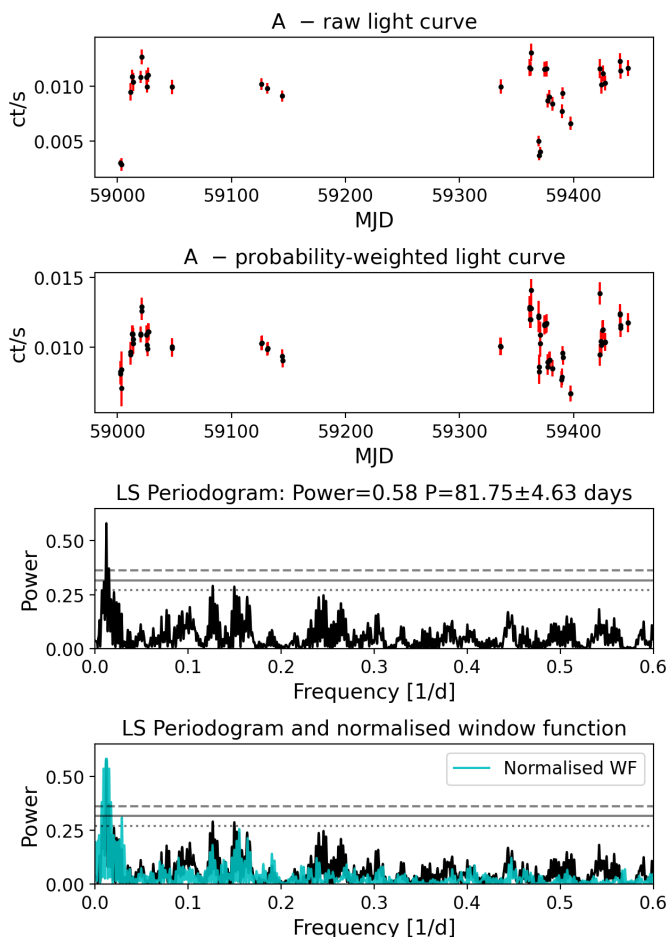 A − raw light curve
0.010
0.005
ct/s
59000 59100 59200 59300 59400
MJD
A − probability-weighted light curve
0.015
0.010
ct/s
59000 59100 59200 59300 59400
MJD
LS Periodogram: Power=0.58 P=81.75±4.63 days
0.50
0.25
0.00
Power
0.0 0.1 0.2 0.3 0.4 0.5 0.6
Frequency [1/d]
LS Periodogram and normalised window function
Normalised WF
0.50
0.25
0.00
Power
0.0 0.1 0.2 0.3 0.4 0.5 0.6
Frequency [1/d]